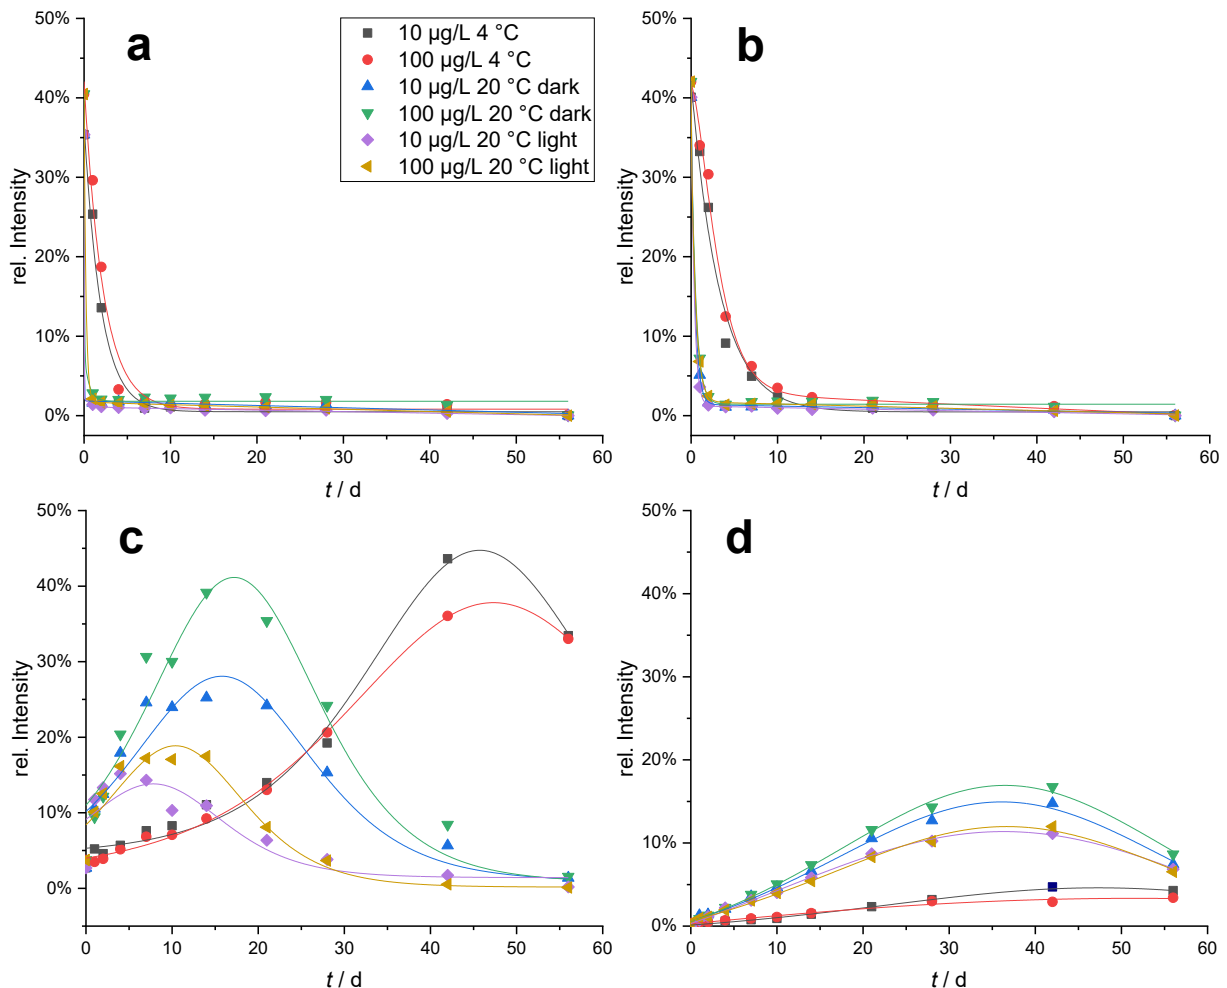 a
10 µg/L 4 °C
100 µg/L 4 °C
10 µg/L 20 °C dark
100 µg/L 20 °C dark
10 µg/L 20 °C light
100 µg/L 20 °C light
50%
40%
30%
20%
10%
0%
rel. Intensity
0 10 20 30 40 50 60
t / d
b
50%
40%
30%
20%
10%
0%
rel. Intensity
0 10 20 30 40 50 60
t / d
c
50%
40%
30%
20%
10%
0%
rel. Intensity
0 10 20 30 40 50 60
t / d
d
50%
40%
30%
20%
10%
0%
rel. Intensity
0 10 20 30 40 50 60
t / d